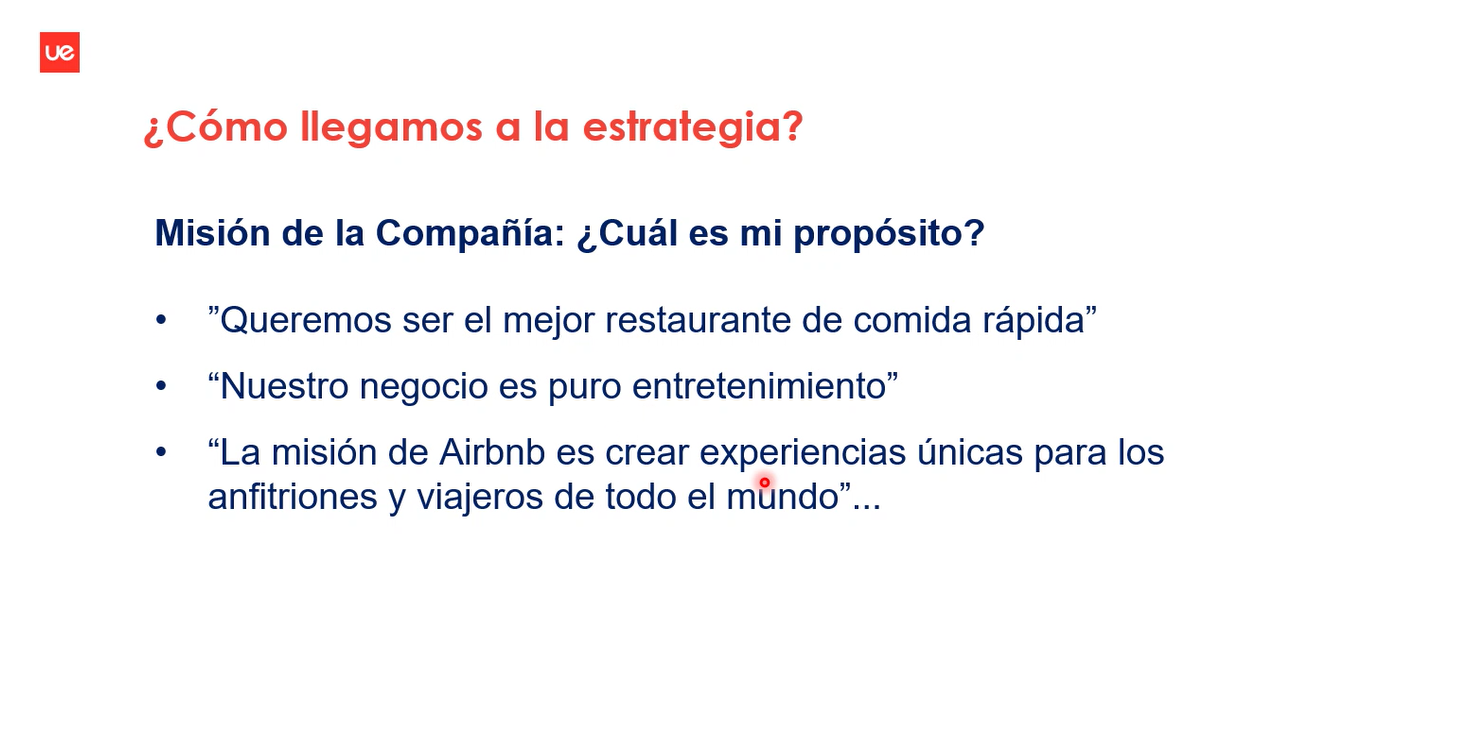 ue
¿Cómo llegamos a la estrategia?
Misión de la Compañía: ¿Cuál es mi propósito?
• ”Queremos ser el mejor restaurante de comida rápida”
• “Nuestro negocio es puro entretenimiento”
• “La misión de Airbnb es crear experiencias únicas para los
anfitriones y viajeros de todo el mundo”...